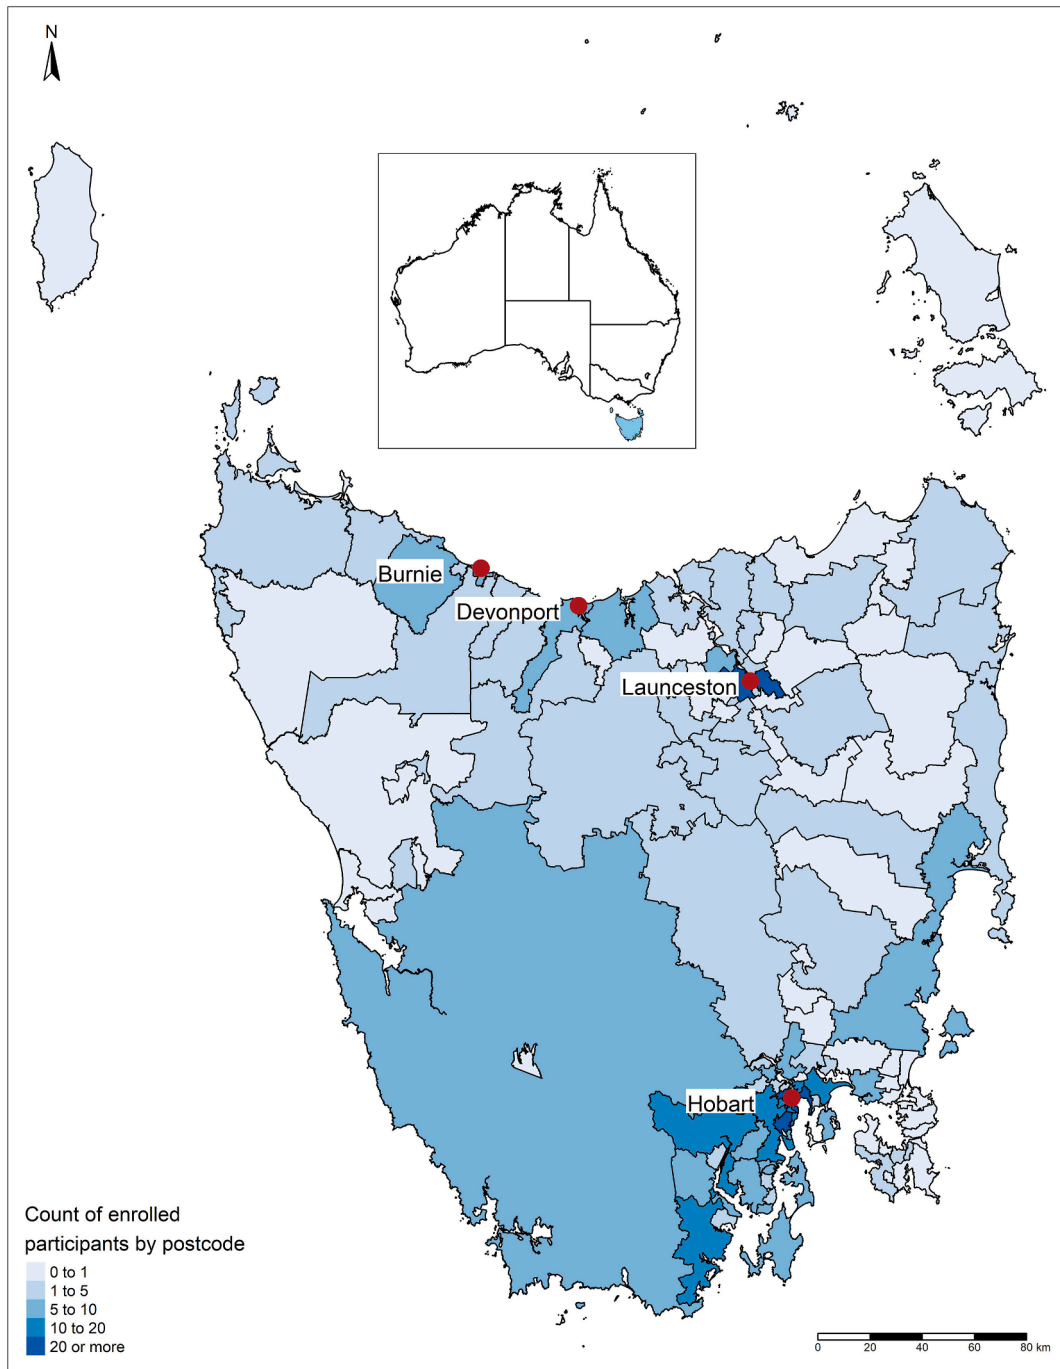 N
Burnie
Devonport
Launceston
Hobart
Count of enrolled
participants by postcode
0 to 1
1 to 5
5 to 10
10 to 20
20 or more
0 20 40 60 80 km